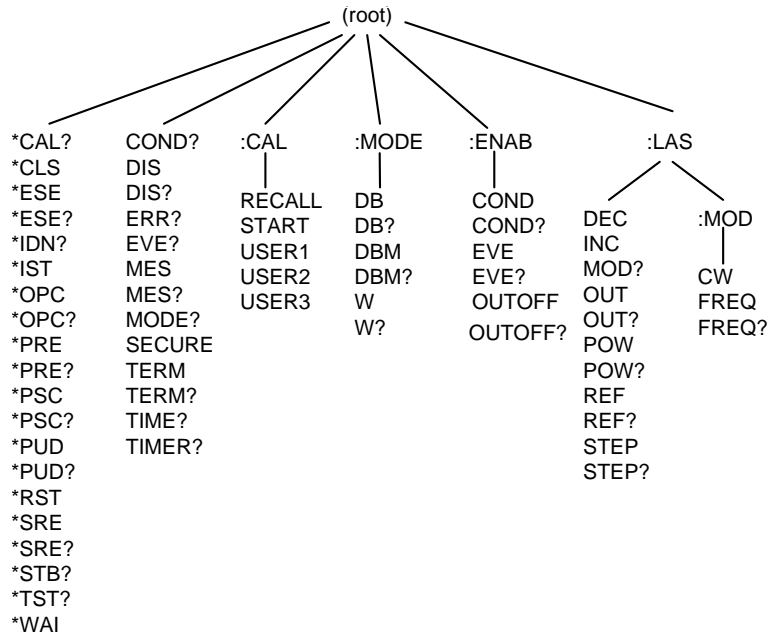 (root)
*CAL?
*CLS
*ESE
*ESE?
*IDN?
*IST
*OPC
*OPC?
*PRE
*PRE?
*PSC
*PSC?
*PUD
*PUD?
*RST
*SRE
*SRE?
*STB?
*TST?
*WAI
COND?
DIS
DIS?
ERR?
EVE?
MES
MES?
MODE?
SECURE
TERM
TERM?
TIME?
TIMER?
:CAL
RECALL
START
USER1
USER2
USER3
:MODE
DB
DB?
DBM
DBM?
W
W?
:ENAB
COND
COND?
EVE
EVE?
OUTOFF
OUTOFF?
:LAS
DEC
INC
MOD?
OUT
OUT?
POW
POW?
REF
REF?
STEP
STEP?
:MOD
CW
FREQ
FREQ?